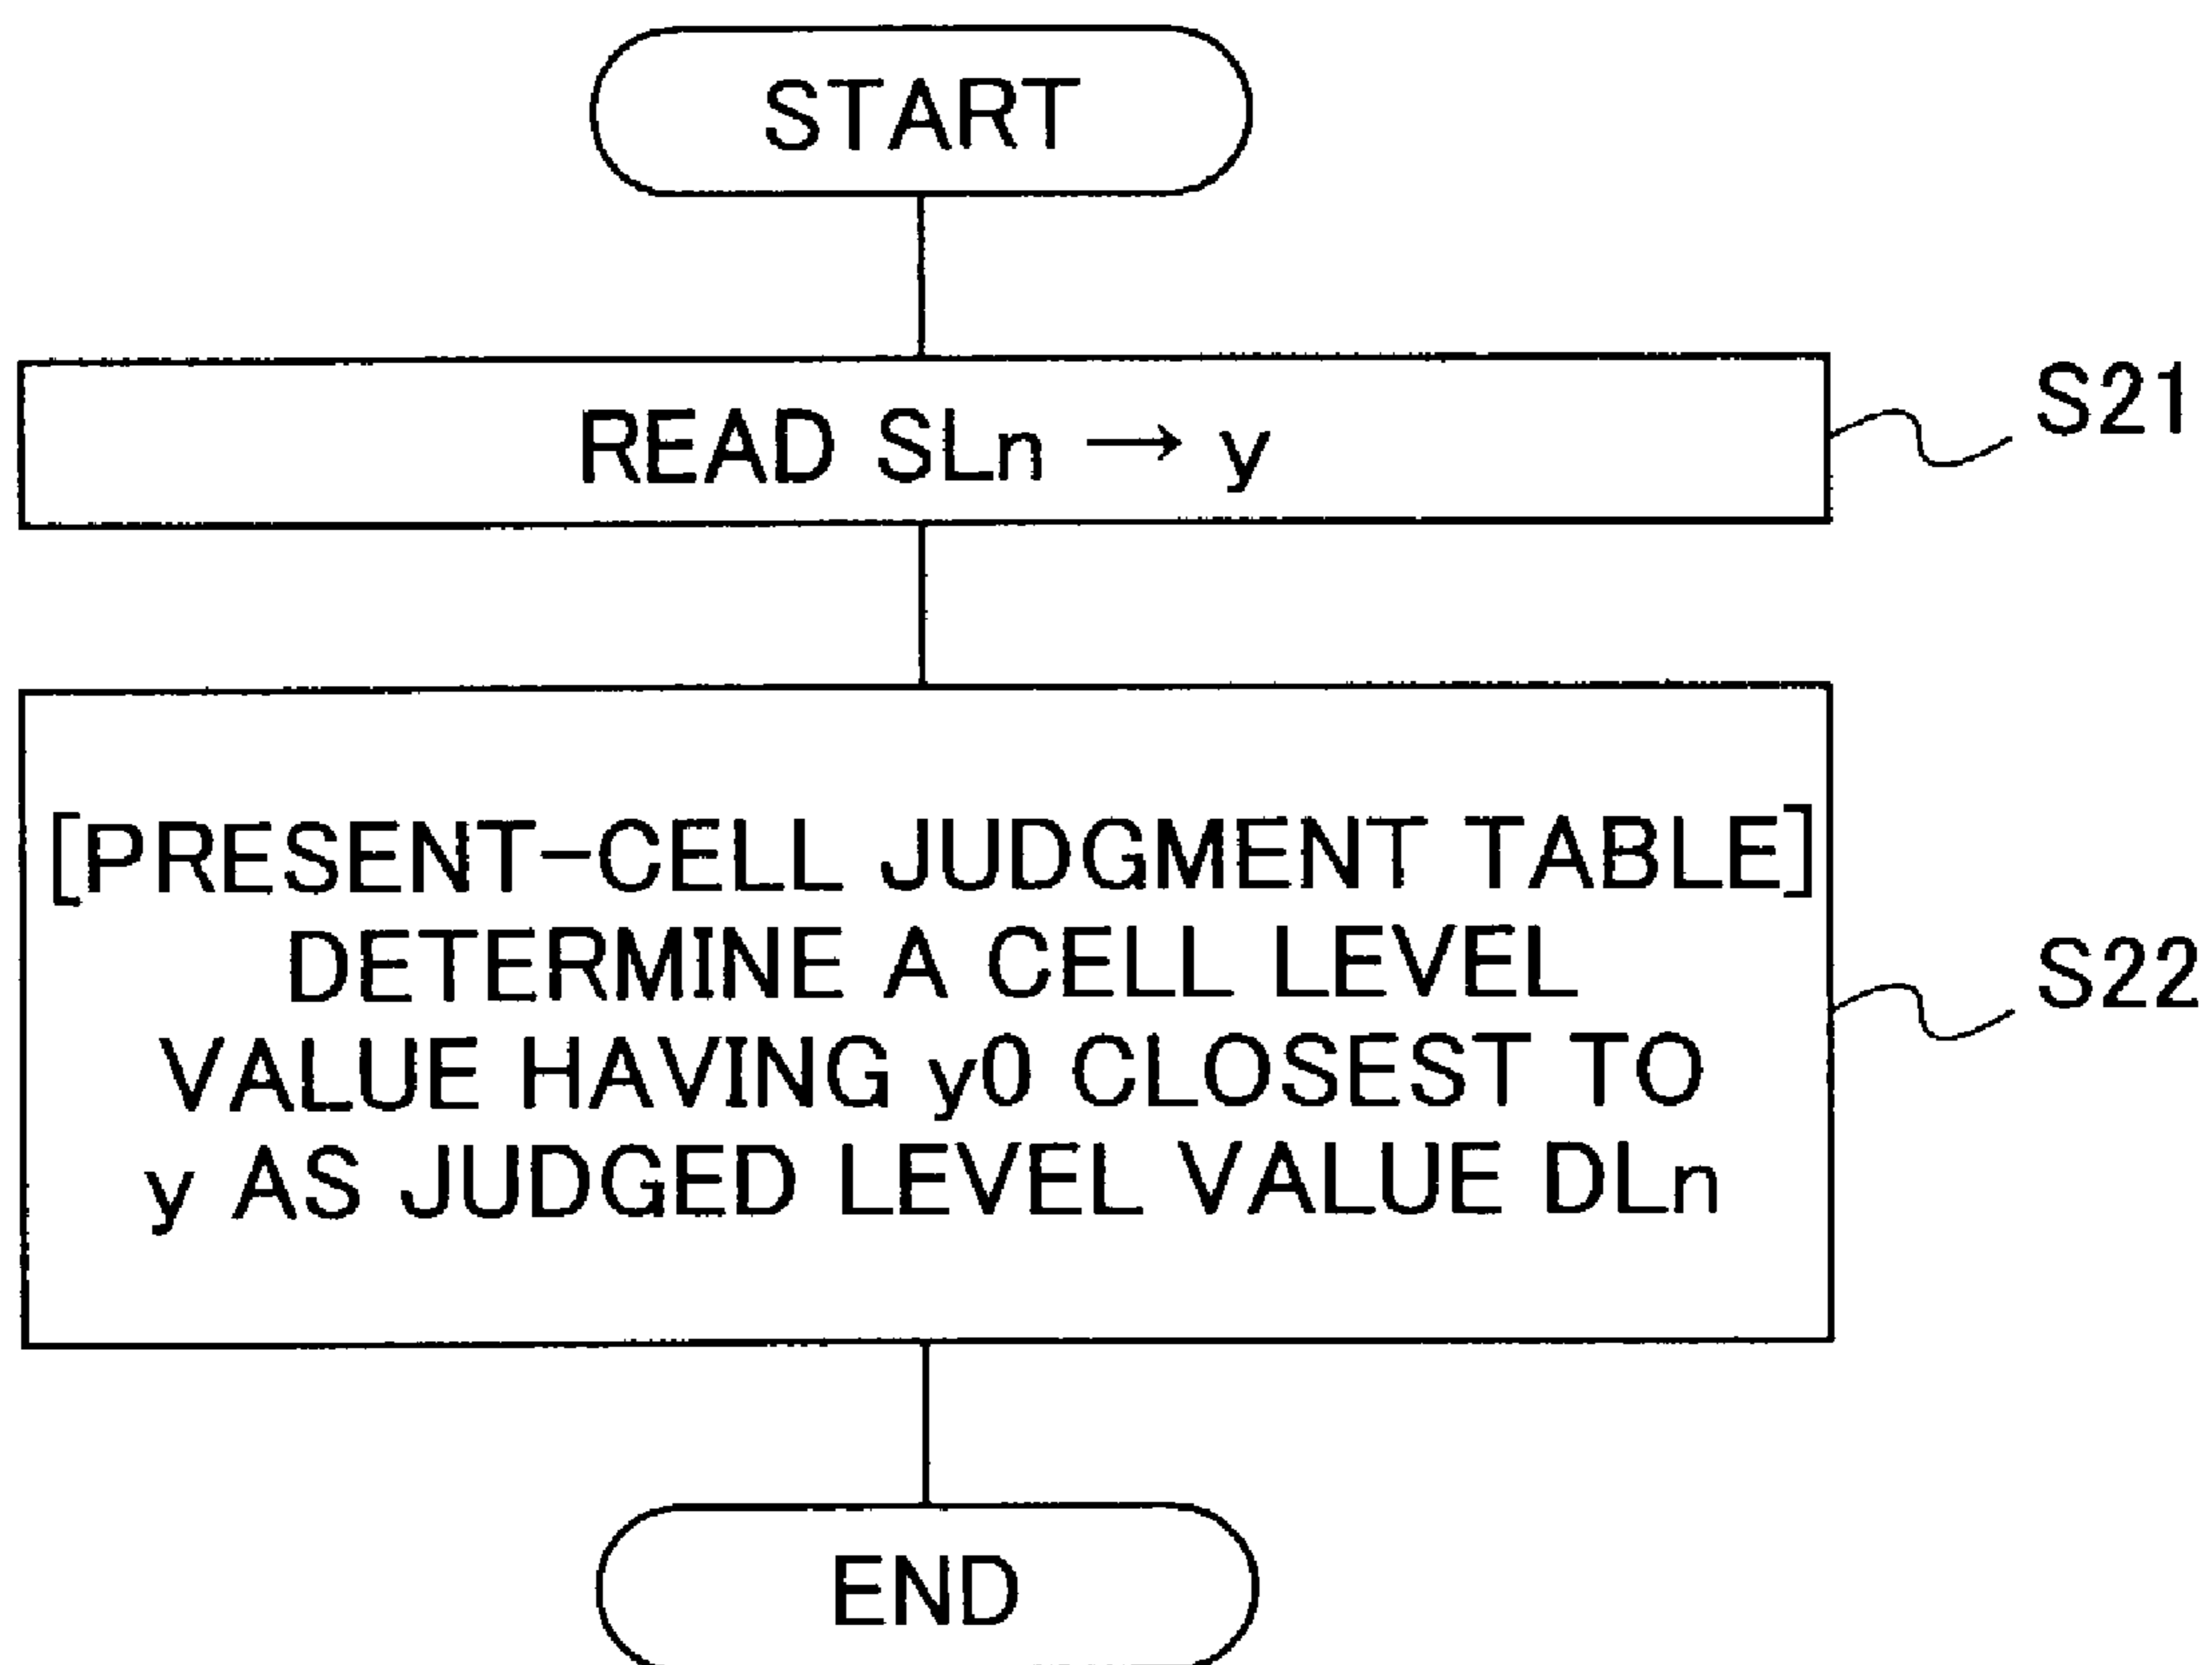 START
READ SLn → y
S21
[PRESENT-CELL JUDGMENT TABLE]
DETERMINE A CELL LEVEL
VALUE HAVING y0 CLOSEST TO
y AS JUDGED LEVEL VALUE DLn
S22
END